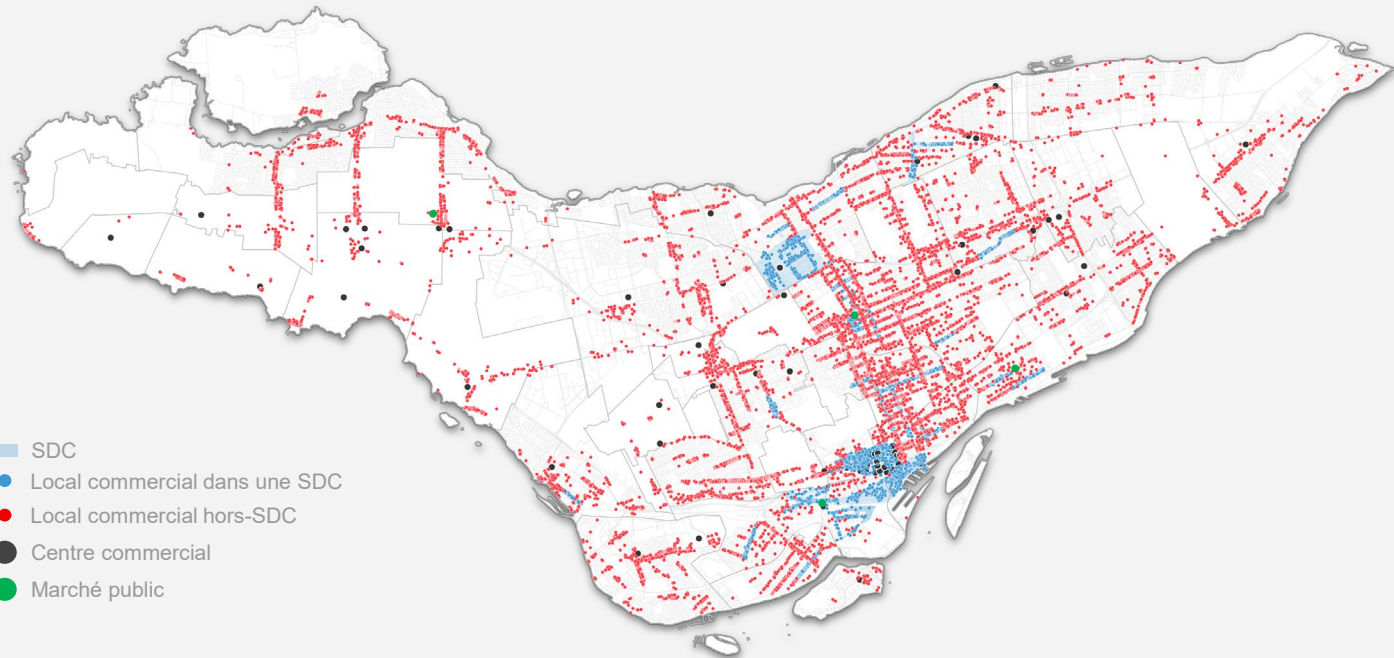 SDC
Local commercial dans une SDC
Local commercial hors-SDC
Centre commercial
Marché public